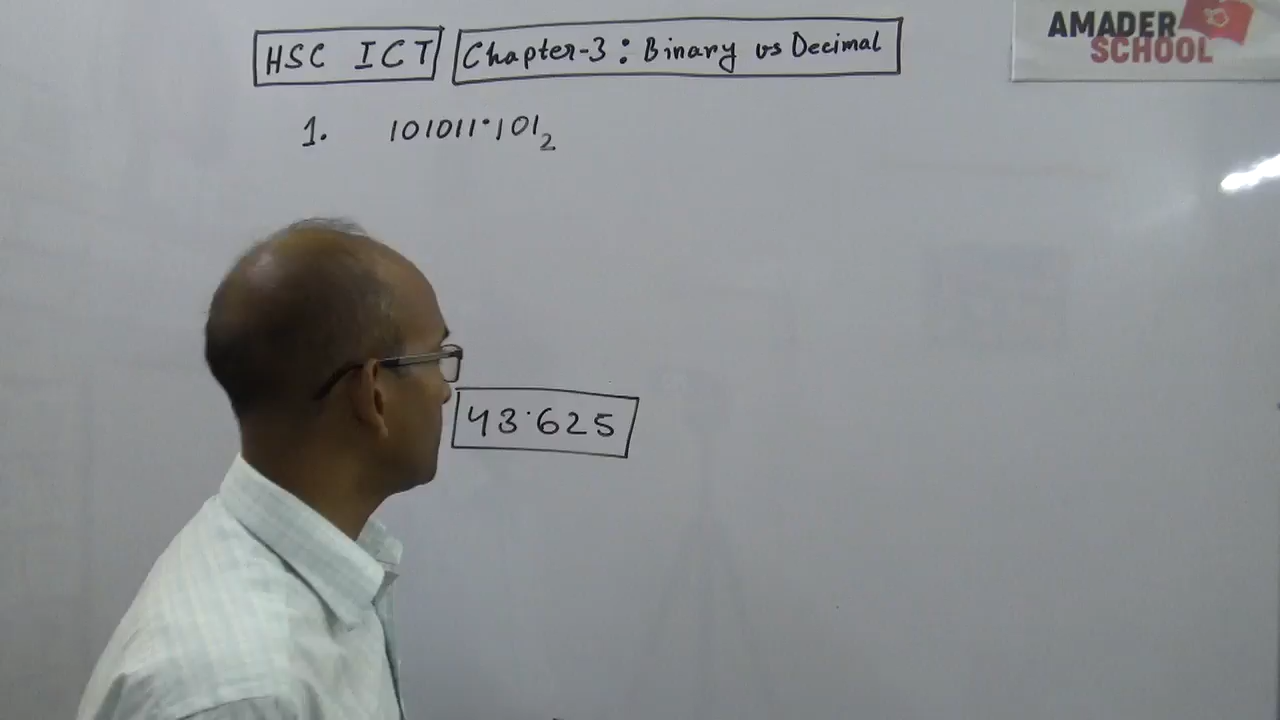 HSC ICT Chapter-3: Binary vs Decimal
AMADER
SCHOOL
1. 101011.101₂
43.625